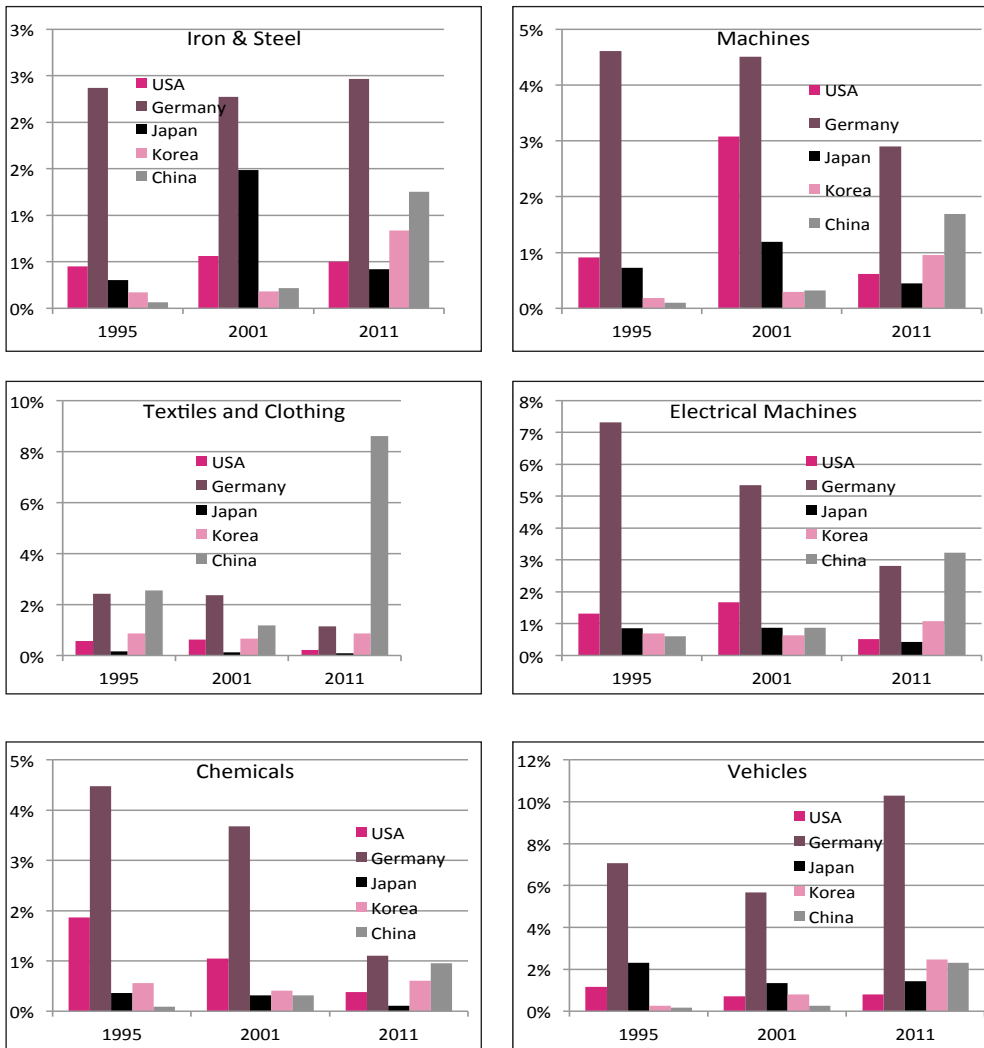 Iron & Steel
3%
3%
2%
2%
1%
1%
0%
USA
Germany
Japan
Korea
China
1995 2001 2011
Machines
5%
4%
3%
2%
1%
0%
USA
Germany
Japan
Korea
China
1995 2001 2011
Textiles and Clothing
10%
8%
6%
4%
2%
0%
USA
Germany
Japan
Korea
China
1995 2001 2011
Electrical Machines
8%
7%
6%
5%
4%
3%
2%
1%
0%
USA
Germany
Japan
Korea
China
1995 2001 2011
Chemicals
5%
4%
3%
2%
1%
0%
USA
Germany
Japan
Korea
China
1995 2001 2011
Vehicles
12%
10%
8%
6%
4%
2%
0%
USA
Germany
Japan
Korea
China
1995 2001 2011